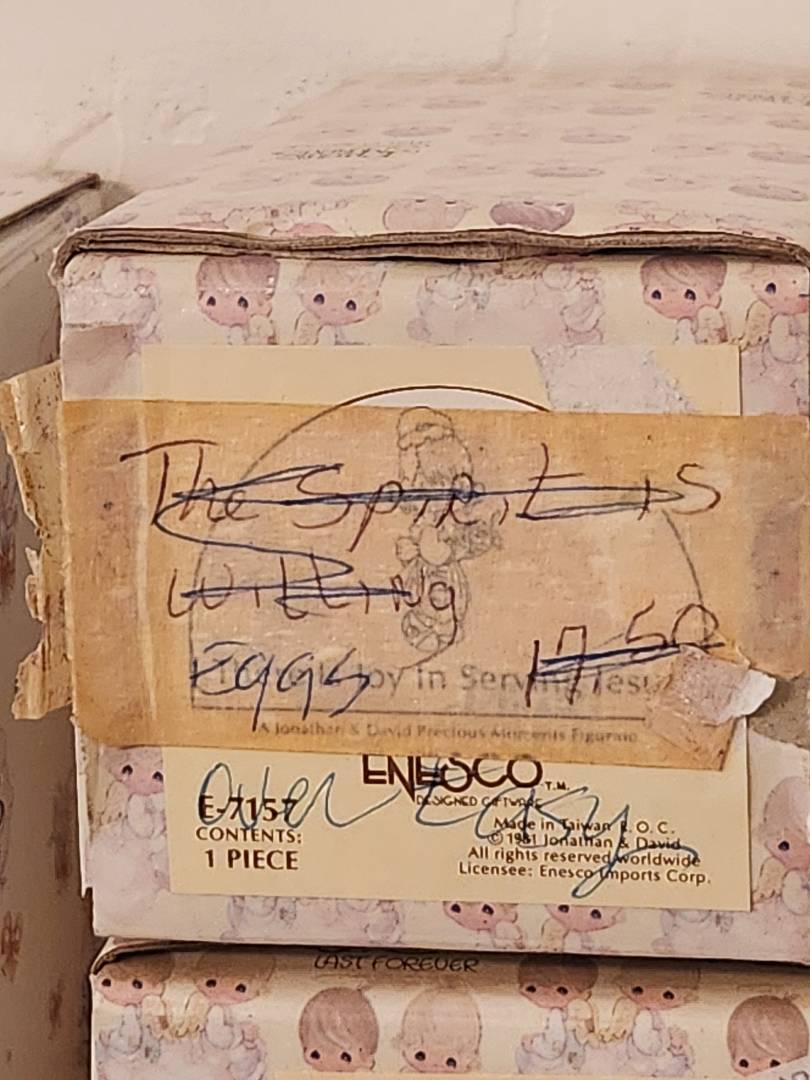 The Spirit is
Willing
EGGS 17.50
Joy in Serving Jesus
A Jonathan & David Precious Moments Figurine
ENESCO T.M.
DESIGNED GIFTWARE
Over Easy
E-7157
CONTENTS:
1 PIECE
Made in Taiwan R. O. C.
© 1981 Jonathan & David
All rights reserved worldwide
Licensee: Enesco Imports Corp.
LAST FOREVER